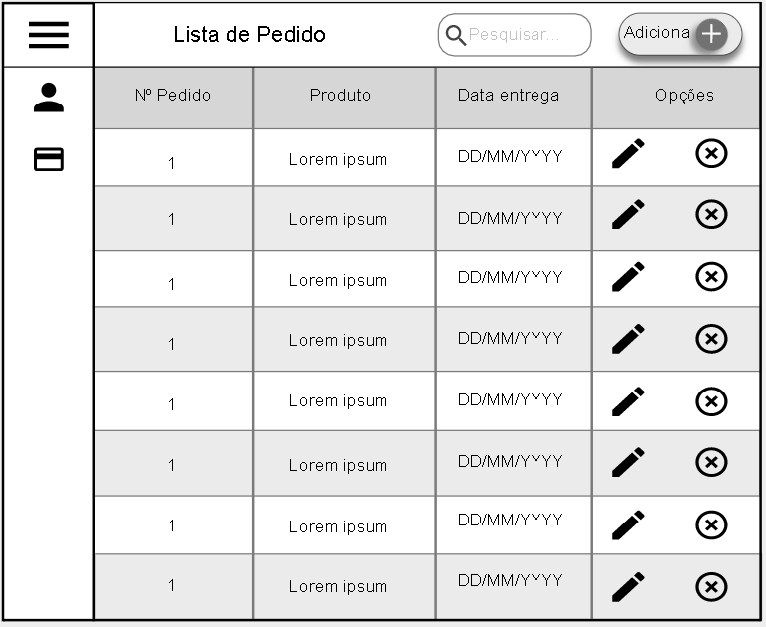 Lista de Pedido
Pesquisar...
Adiciona
Nº Pedido Produto Data entrega Opções
1 Lorem ipsum DD/MM/YYYY
1 Lorem ipsum DD/MM/YYYY
1 Lorem ipsum DD/MM/YYYY
1 Lorem ipsum DD/MM/YYYY
1 Lorem ipsum DD/MM/YYYY
1 Lorem ipsum DD/MM/YYYY
1 Lorem ipsum DD/MM/YYYY
1 Lorem ipsum DD/MM/YYYY